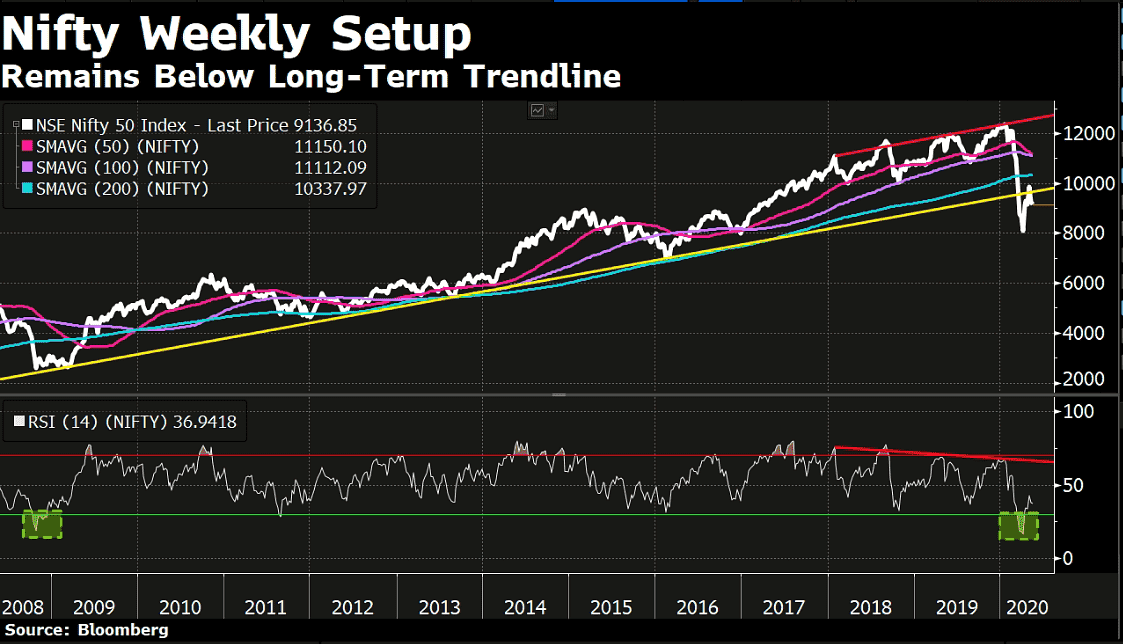 Nifty Weekly Setup
Remains Below Long-Term Trendline
NSE Nifty 50 Index - Last Price 9136.85
SMAVG (50) (NIFTY) 11150.10
SMAVG (100) (NIFTY) 11112.09
SMAVG (200) (NIFTY) 10337.97
12000
10000
8000
6000
4000
2000
RSI (14) (NIFTY) 36.9418
100
50
0
2008 2009 2010 2011 2012 2013 2014 2015 2016 2017 2018 2019 2020
Source: Bloomberg